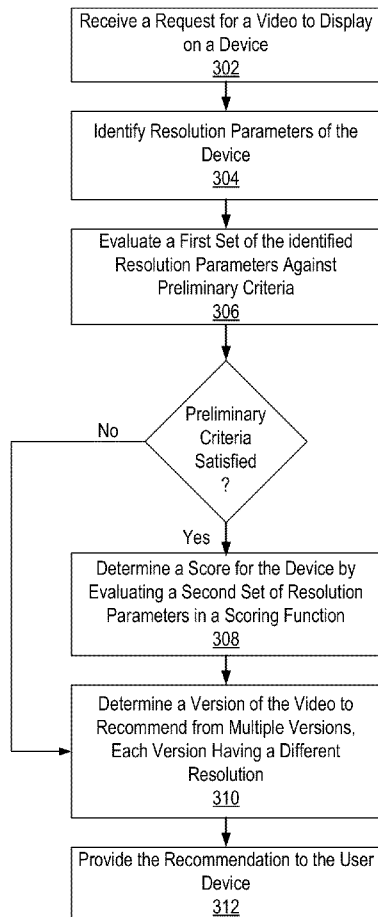 Receive a Request for a Video to Display
on a Device
302
Identify Resolution Parameters of the
Device
304
Evaluate a First Set of the identified
Resolution Parameters Against
Preliminary Criteria
306
No
Preliminary
Criteria
Satisfied
?
Yes
Determine a Score for the Device by
Evaluating a Second Set of Resolution
Parameters in a Scoring Function
308
Determine a Version of the Video to
Recommend from Multiple Versions,
Each Version Having a Different
Resolution
310
Provide the Recommendation to the User
Device
312